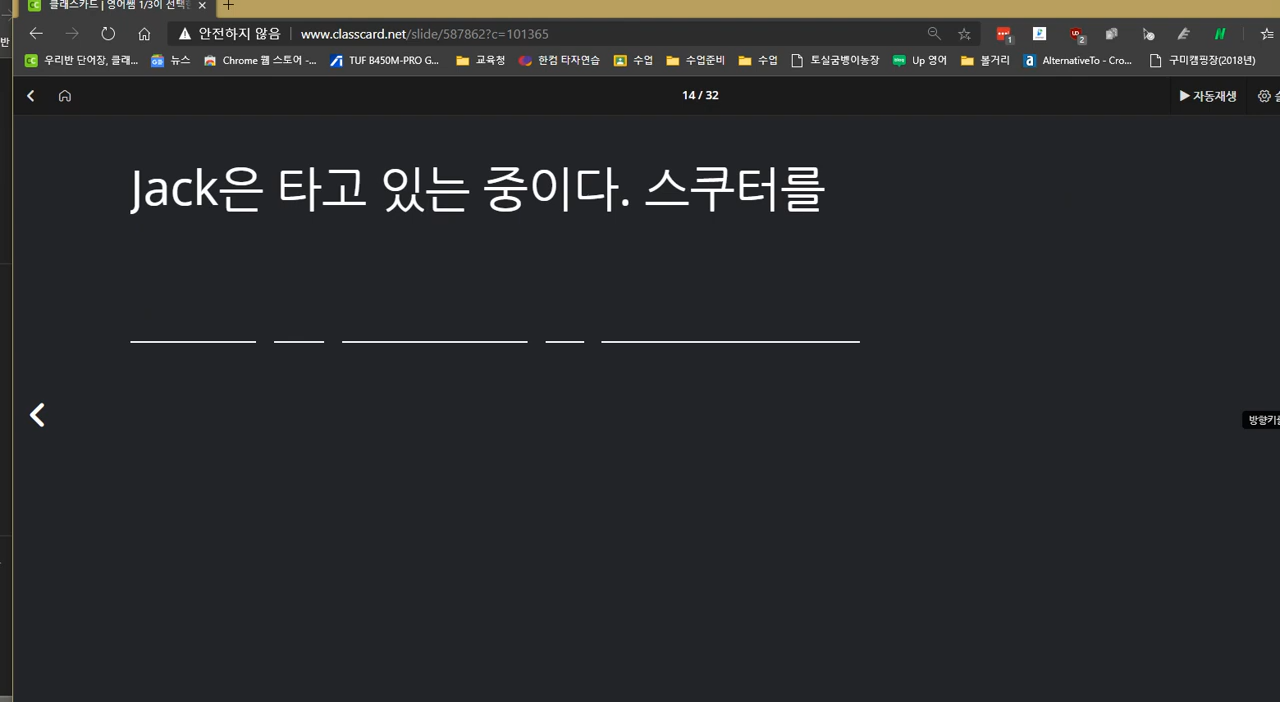 클래스카드 | 영어쌤 1/3이 선택
안전하지 않음 www.classcard.net/slide/587862?c=101365
우리반 단어장, 클래... 뉴스 Chrome 웹 스토어 -... TUF B450M-PRO G... 교육청 한컴 타자연습 수업 수업준비 수업 토실굼벵이농장 Up 영어 볼거리 AlternativeTo - Cro... 구미캠핑장(2018년)
14 / 32 자동재생
Jack은 타고 있는 중이다. 스쿠터를
방향키